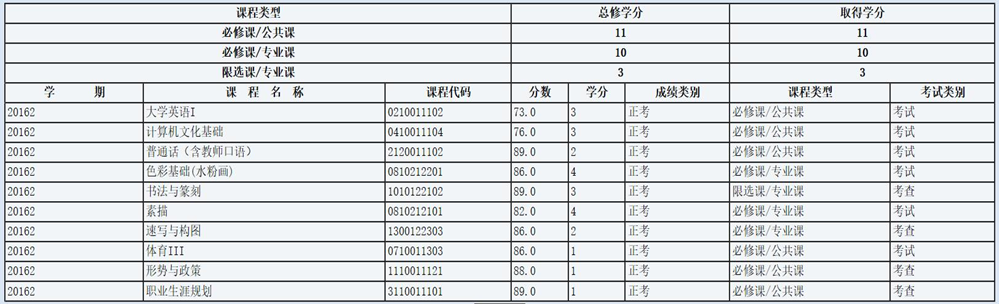 课程类型 总修学分 取得学分
必修课/公共课 11 11
必修课/专业课 10 10
限选课/专业课 3 3
学 期 课 程 名 称 课程代码 分数 学分 成绩类别 课程类型 考试类别
20162 大学英语I 0210011102 73.0 3 正考 必修课/公共课 考试
20162 计算机文化基础 0410011104 76.0 3 正考 必修课/公共课 考试
20162 普通话（含教师口语） 2120011102 89.0 2 正考 必修课/公共课 考试
20162 色彩基础(水粉画) 0810212201 86.0 4 正考 必修课/专业课 考试
20162 书法与篆刻 1010122102 89.0 3 正考 限选课/专业课 考查
20162 素描 0810212101 82.0 4 正考 必修课/专业课 考试
20162 速写与构图 1300122303 86.0 2 正考 必修课/专业课 考查
20162 体育III 0710011303 86.0 1 正考 必修课/公共课 考试
20162 形势与政策 1110011121 88.0 1 正考 必修课/公共课 考查
20162 职业生涯规划 3110011101 89.0 1 正考 必修课/公共课 考查